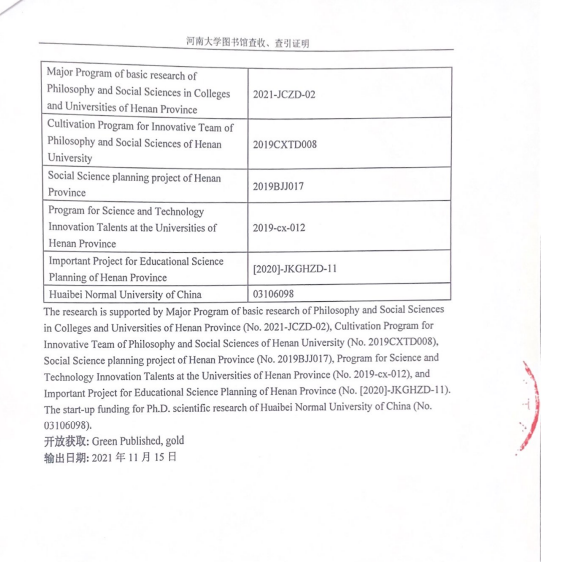 河南大学图书馆查收、查引证明
Major Program of basic research of
Philosophy and Social Sciences in Colleges
and Universities of Henan Province
2021-JCZD-02
Cultivation Program for Innovative Team of
Philosophy and Social Sciences of Henan
University
2019CXTD008
Social Science planning project of Henan
Province
2019BJJ017
Program for Science and Technology
Innovation Talents at the Universities of
Henan Province
2019-cx-012
Important Project for Educational Science
Planning of Henan Province
[2020]-JKGHZD-11
Huaibei Normal University of China
03106098
The research is supported by Major Program of basic research of Philosophy and Social Sciences
in Colleges and Universities of Henan Province (No. 2021-JCZD-02), Cultivation Program for
Innovative Team of Philosophy and Social Sciences of Henan University (No. 2019CXTD008),
Social Science planning project of Henan Province (No. 2019BJJ017), Program for Science and
Technology Innovation Talents at the Universities of Henan Province (No. 2019-cx-012), and
Important Project for Educational Science Planning of Henan Province (No. [2020]-JKGHZD-11).
The start-up funding for Ph.D. scientific research of Huaibei Normal University of China (No.
03106098).
开放获取: Green Published, gold
输出日期: 2021 年 11 月 15 日